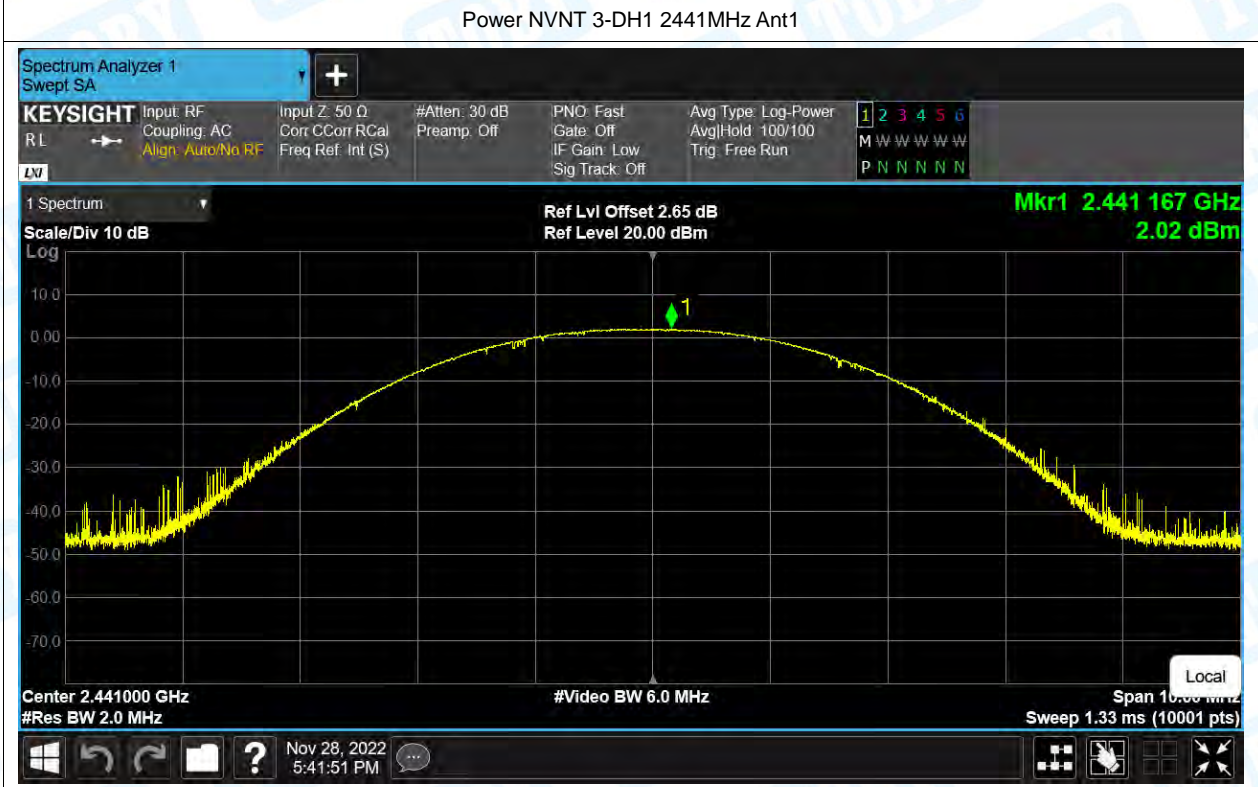 Power NVNT 3-DH1 2441MHz Ant1
Spectrum Analyzer 1
Swept SA
+
KEYSIGHT
R L
LXI
Input: RF
Coupling: AC
Align: Auto/No RF
Input Z: 50 Ω
Corr CCorr RCal
Freq Ref: Int (S)
#Atten: 30 dB
Preamp: Off
PNO: Fast
Gate: Off
IF Gain: Low
Sig Track: Off
Avg Type: Log-Power
Avg|Hold: 100/100
Trig: Free Run
1 2 3 4 5 6
M W W W W W
P N N N N N
1 Spectrum
Scale/Div 10 dB
Ref Lvl Offset 2.65 dB
Ref Level 20.00 dBm
Mkr1 2.441 167 GHz
2.02 dBm
Log
10.0
0.00
-10.0
-20.0
-30.0
-40.0
-50.0
-60.0
-70.0
1
Local
Center 2.441000 GHz
#Res BW 2.0 MHz
#Video BW 6.0 MHz
Span 10.00 MHz
Sweep 1.33 ms (10001 pts)
?
Nov 28, 2022
5:41:51 PM